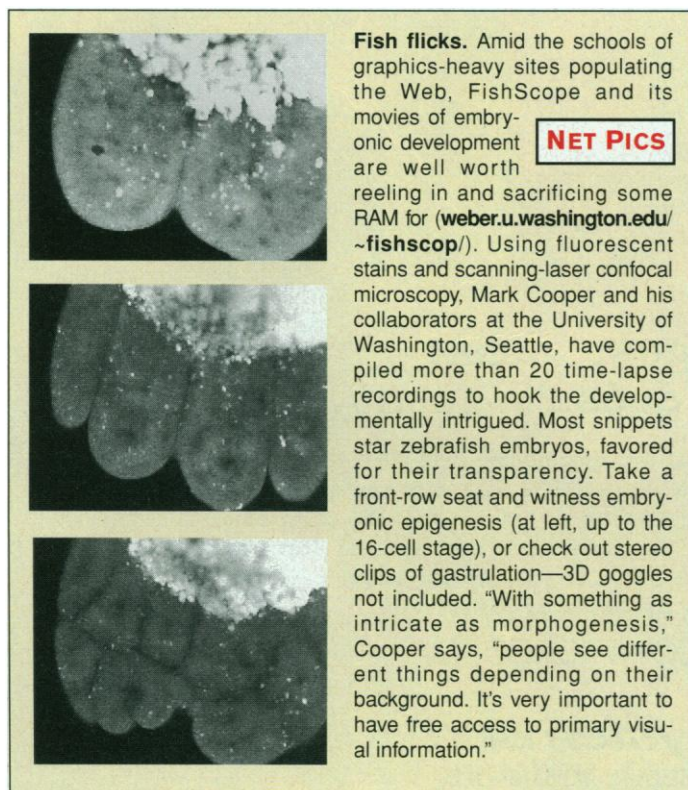 Fish flicks. Amid the schools of
graphics-heavy sites populating
the Web, FishScope and its
movies of embry-
onic development
are well worth
NET PICS
reeling in and sacrificing some
RAM for (weber.u.washington.edu/
~fishscop/). Using fluorescent
stains and scanning-laser confocal
microscopy, Mark Cooper and his
collaborators at the University of
Washington, Seattle, have com-
piled more than 20 time-lapse
recordings to hook the develop-
mentally intrigued. Most snippets
star zebrafish embryos, favored
for their transparency. Take a
front-row seat and witness embry-
onic epigenesis (at left, up to the
16-cell stage), or check out stereo
clips of gastrulation—3D goggles
not included. “With something as
intricate as morphogenesis,”
Cooper says, “people see differ-
ent things depending on their
background. It’s very important to
have free access to primary visu-
al information.”